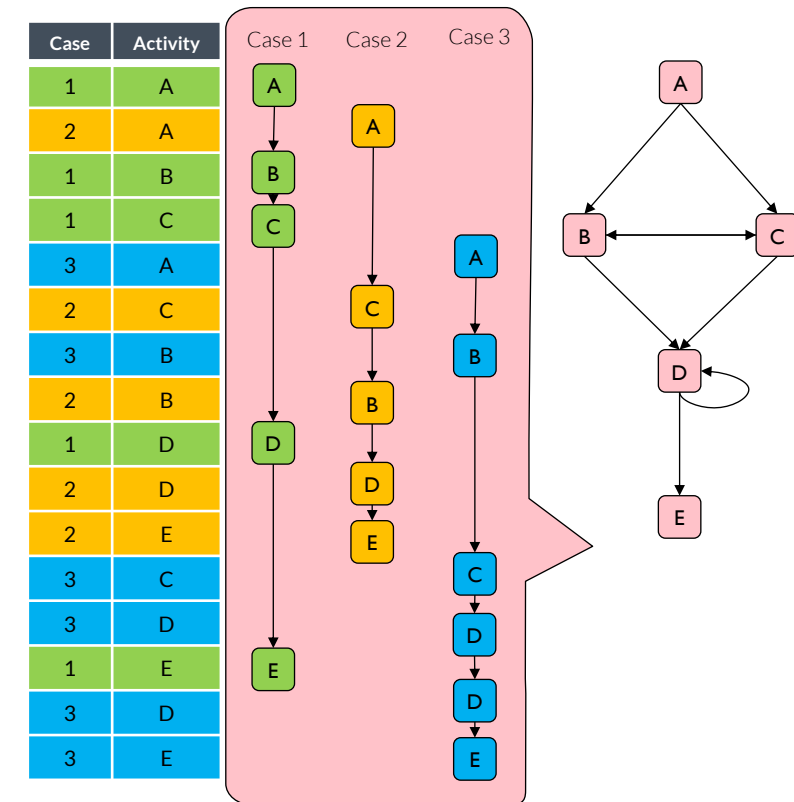 Case Activity
1 A
2 A
1 B
1 C
3 A
2 C
3 B
2 B
1 D
2 D
2 E
3 C
3 D
1 E
3 D
3 E
Case 1 Case 2 Case 3
A
B
C
D
E
A
C
B
D
E
A
B
C
D
D
E
A
B C
D
E